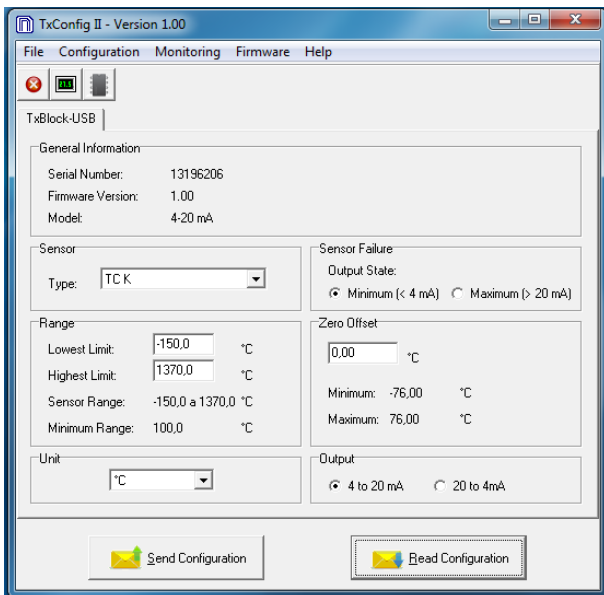 TxConfig II - Version 1.00
File Configuration Monitoring Firmware Help
TxBlock-USB
General Information
Serial Number: 13196206
Firmware Version: 1.00
Model: 4-20 mA
Sensor
Type: TC K
Sensor Failure
Output State:
Minimum (< 4 mA) Maximum (> 20 mA)
Range
Lowest Limit: -150,0 °C
Highest Limit: 1370,0 °C
Sensor Range: -150,0 a 1370,0 °C
Minimum Range: 100,0 °C
Zero Offset
0,00 °C
Minimum: -76,00 °C
Maximum: 76,00 °C
Unit
°C
Output
4 to 20 mA 20 to 4mA
Send Configuration Read Configuration